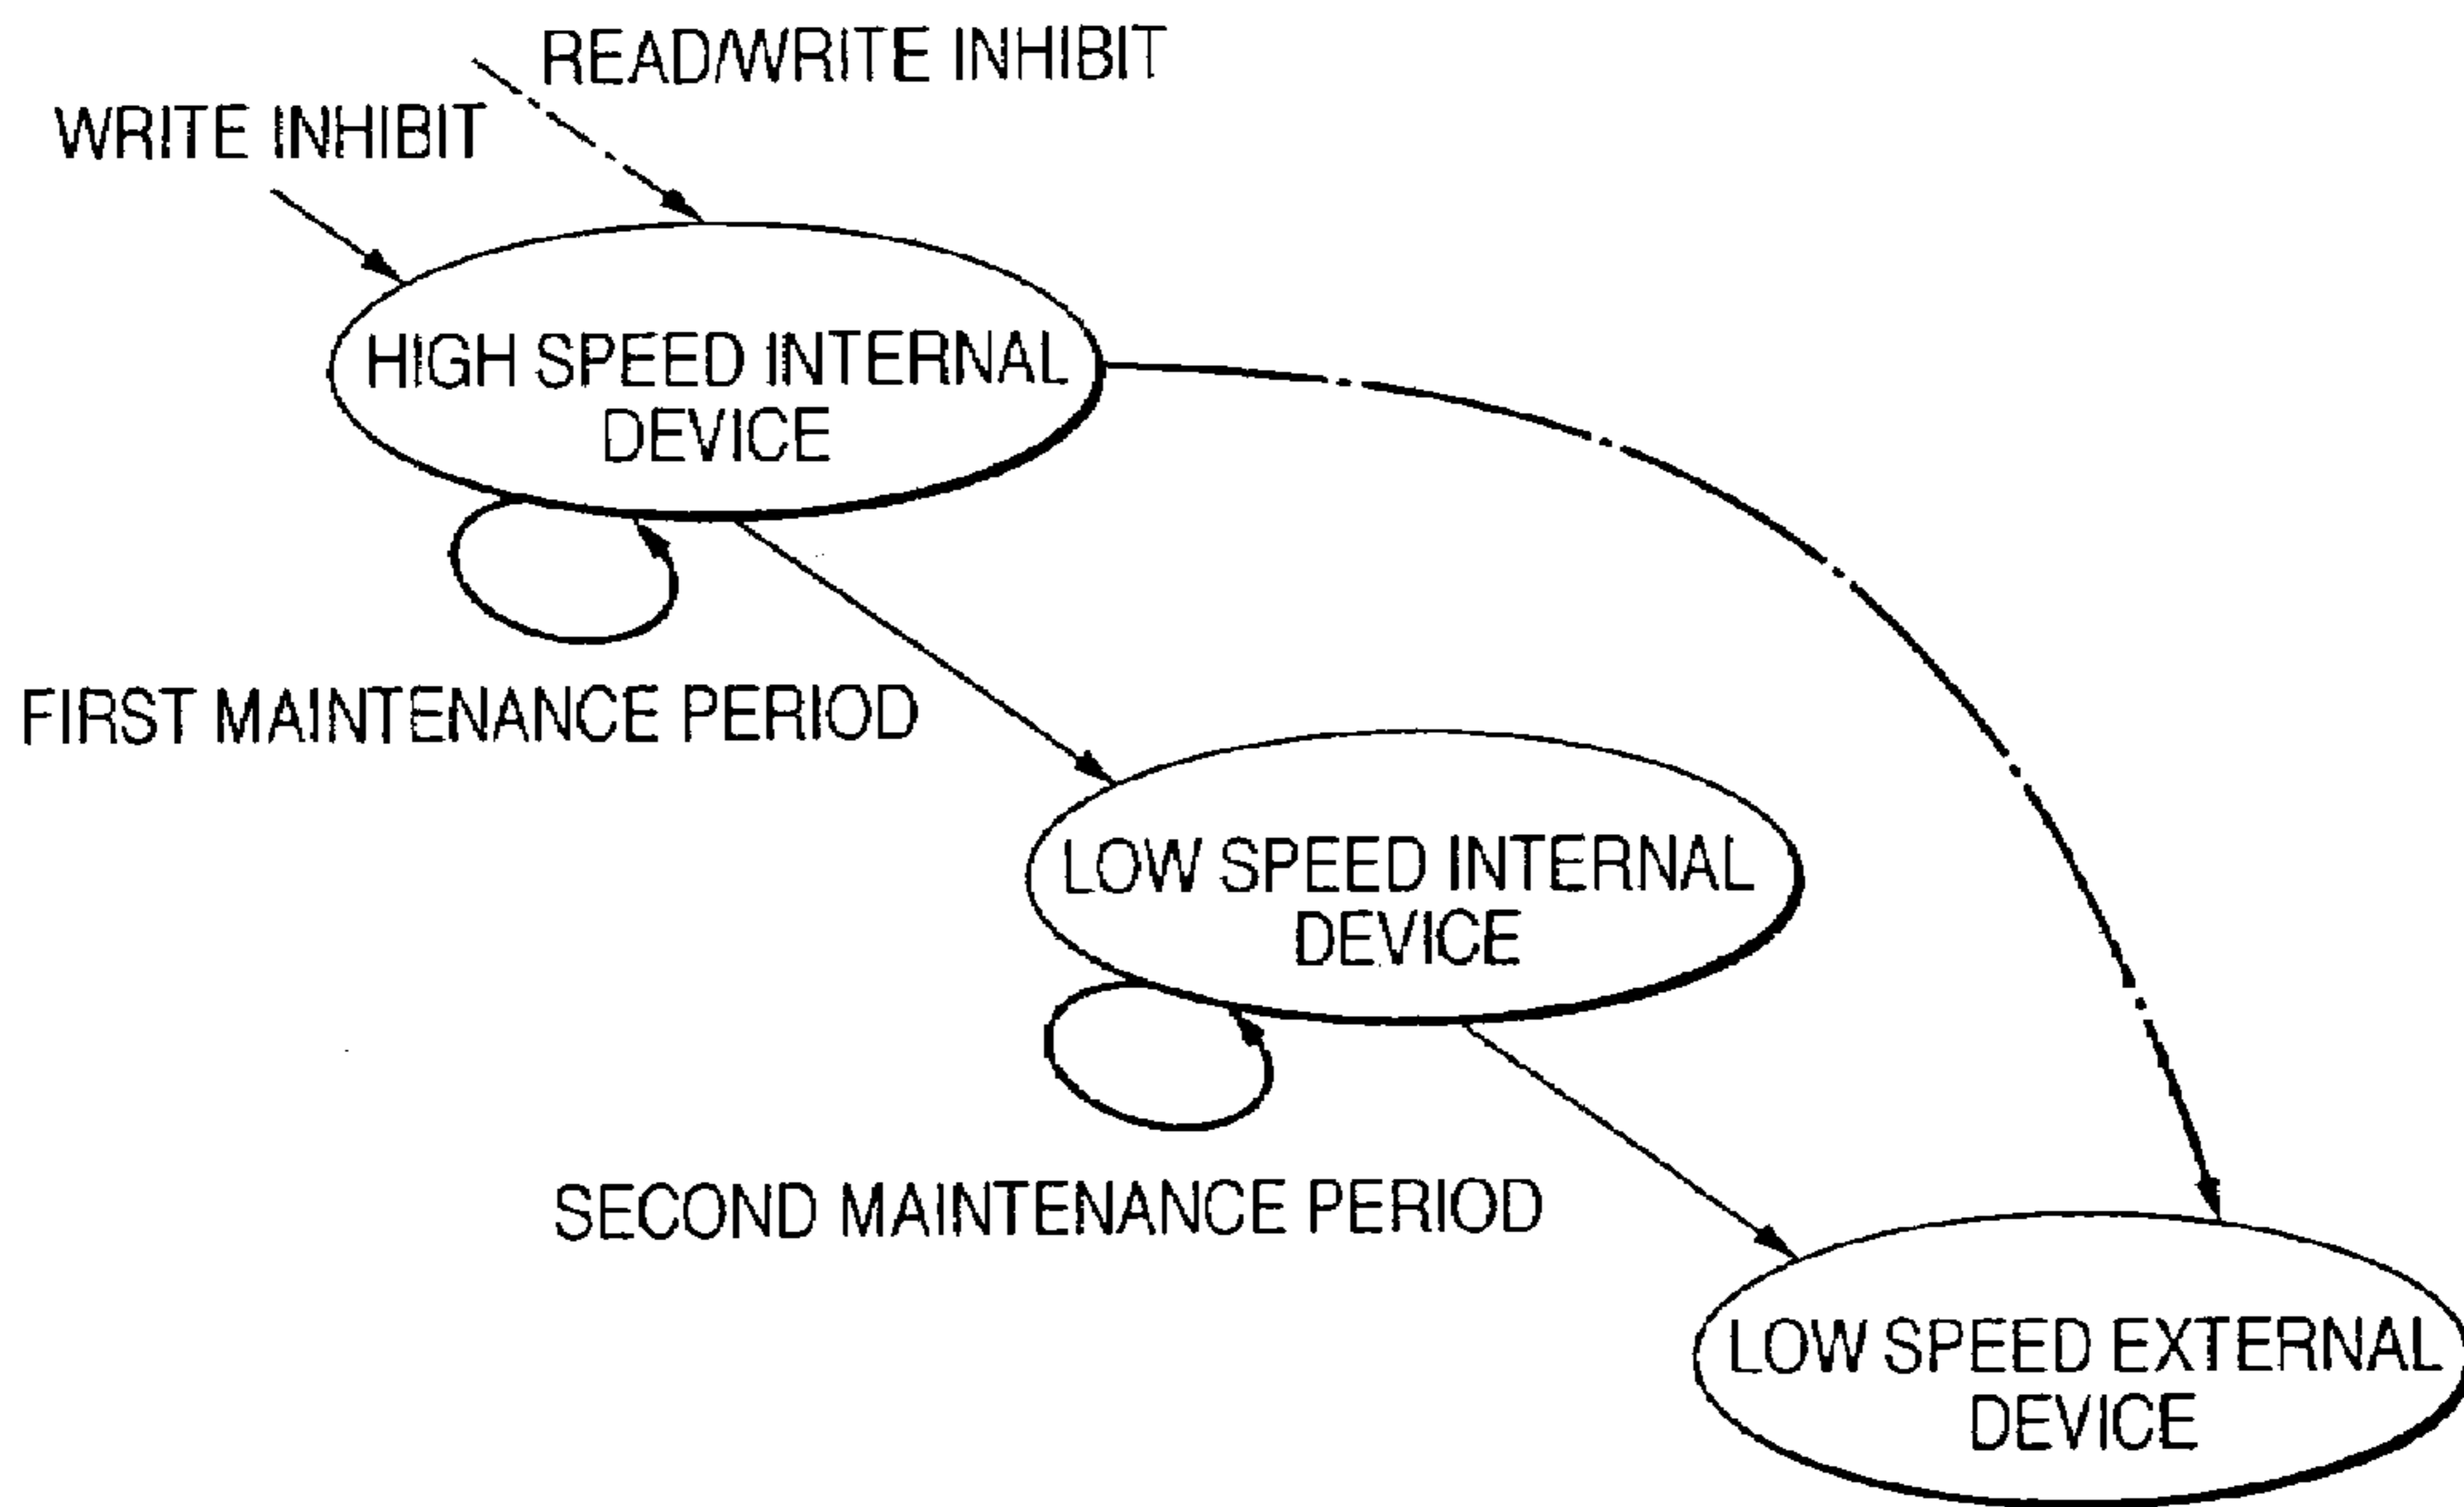 READ/WRITE INHIBIT
WRITE INHIBIT
HIGH SPEED INTERNAL
DEVICE
FIRST MAINTENANCE PERIOD
LOW SPEED INTERNAL
DEVICE
SECOND MAINTENANCE PERIOD
LOW SPEED EXTERNAL
DEVICE